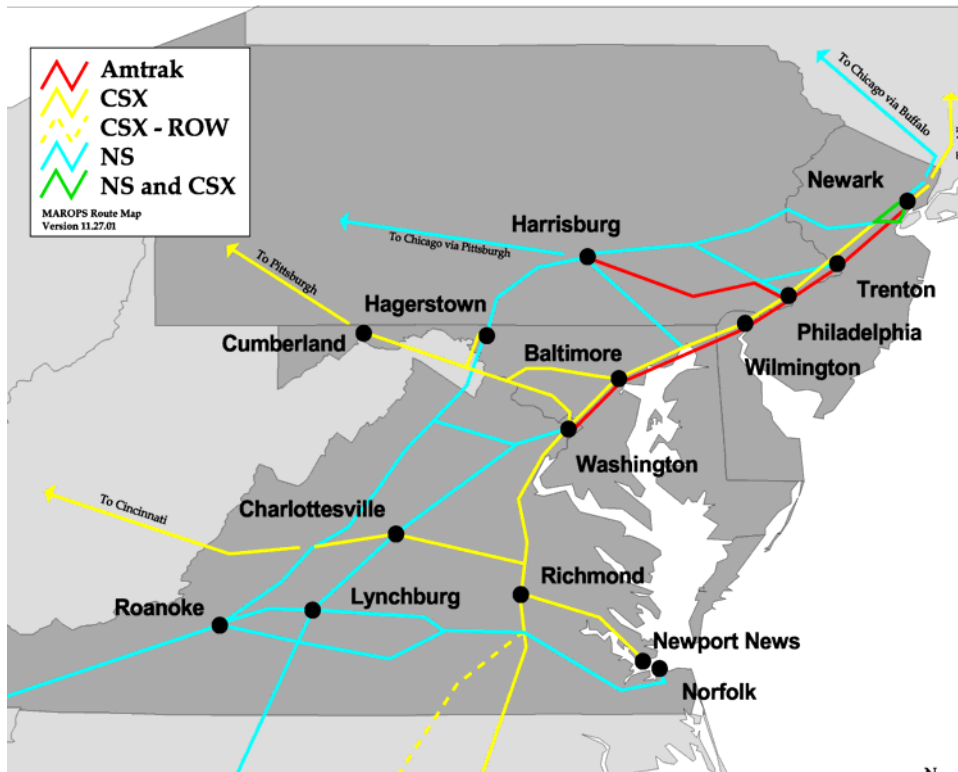 Amtrak
CSX
CSX - ROW
NS
NS and CSX
MAROPS Route Map
Version 11.27.01
To Chicago via Buffalo
Newark
Harrisburg
To Chicago via Pittsburgh
To Pittsburgh
Hagerstown
Trenton
Cumberland
Philadelphia
Baltimore
Wilmington
Washington
To Cincinnati
Charlottesville
Richmond
Roanoke
Lynchburg
Newport News
Norfolk
N